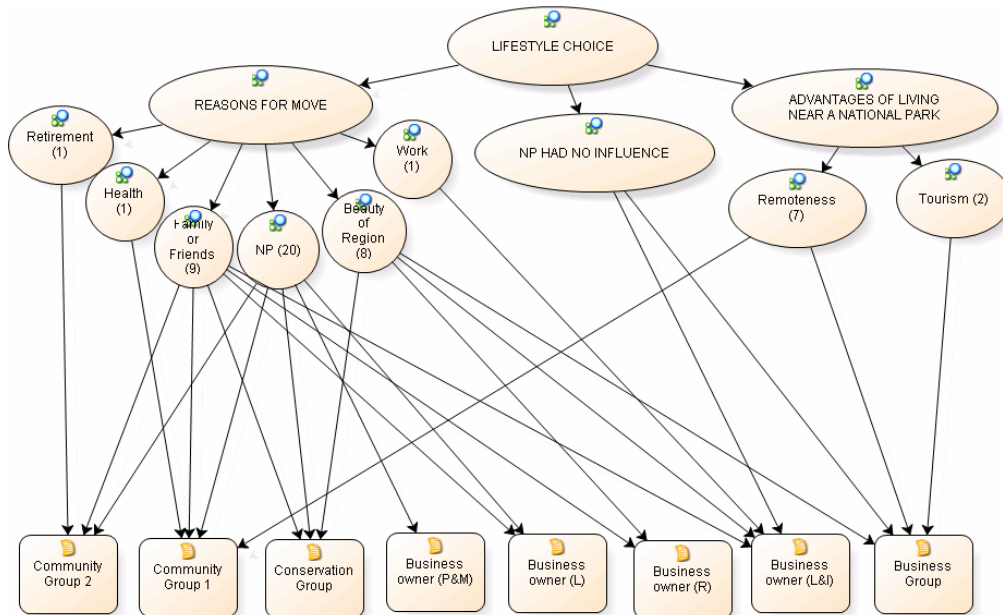 LIFESTYLE CHOICE
REASONS FOR MOVE
ADVANTAGES OF LIVING
NEAR A NATIONAL PARK
NP HAD NO INFLUENCE
Retirement
(1)
Health
(1)
Family
or
Friends
(9)
NP (20)
Beauty
of
Region
(8)
Work
(1)
Remoteness
(7)
Tourism (2)
Community
Group 2
Community
Group 1
Conservation
Group
Business
owner (P&M)
Business
owner (L)
Business
owner (R)
Business
owner (L&I)
Business
Group